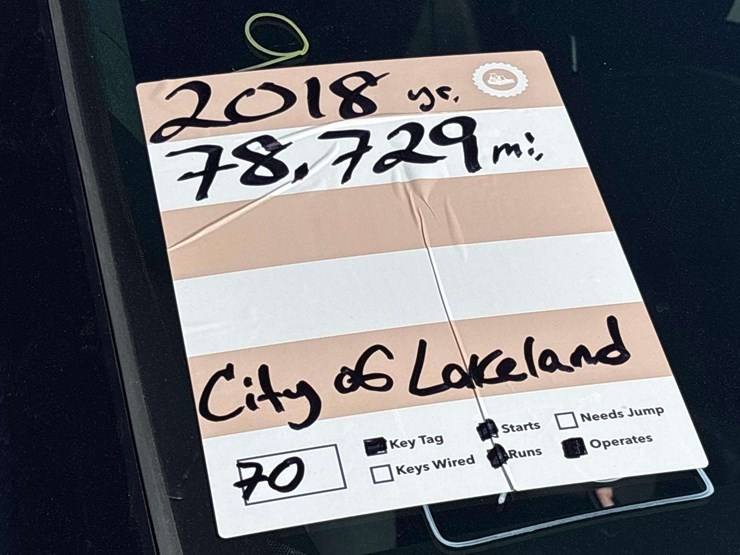 2018 yr.
78,729 mi.
City of Lakeland
70
Key Tag
Starts
Needs Jump
Keys Wired
Runs
Operates